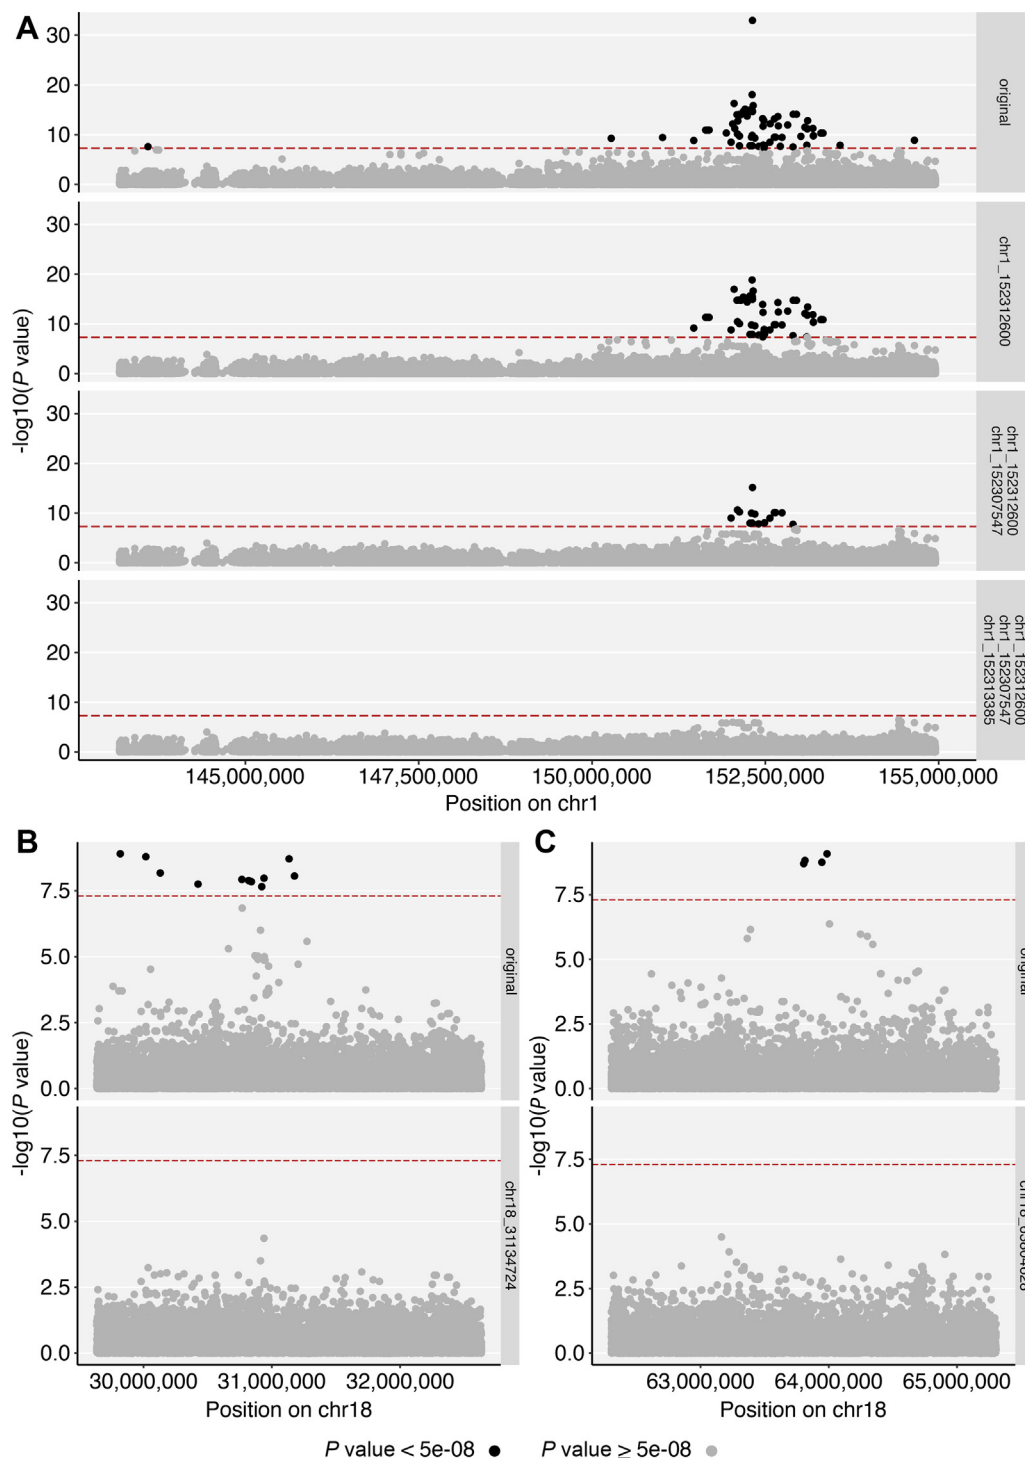 A
30
20
10
0
original
30
20
10
0
chr1_152312600
30
20
10
0
chr1_152312600
chr1_152307547
30
20
10
0
chr1_152312600
chr1_152307547
chr1_152313385
-log10(P value)
145,000,000 147,500,000 150,000,000 152,500,000 155,000,000
Position on chr1
B
7.5
5.0
2.5
0.0
original
7.5
5.0
2.5
0.0
chr18_31134724
-log10(P value)
30,000,000 31,000,000 32,000,000
Position on chr18
C
7.5
5.0
2.5
0.0
original
7.5
5.0
2.5
0.0
-log10(P value)
63,000,000 64,000,000 65,000,000
Position on chr18
P value < 5e-08 P value ≥ 5e-08